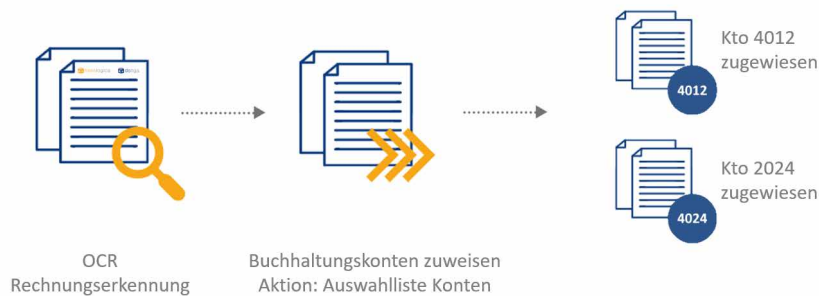 Kto 4012
zugewiesen
4012
Kto 2024
zugewiesen
4024
OCR
Rechnungserkennung
Buchhaltungskonten zuweisen
Aktion: Auswahlliste Konten